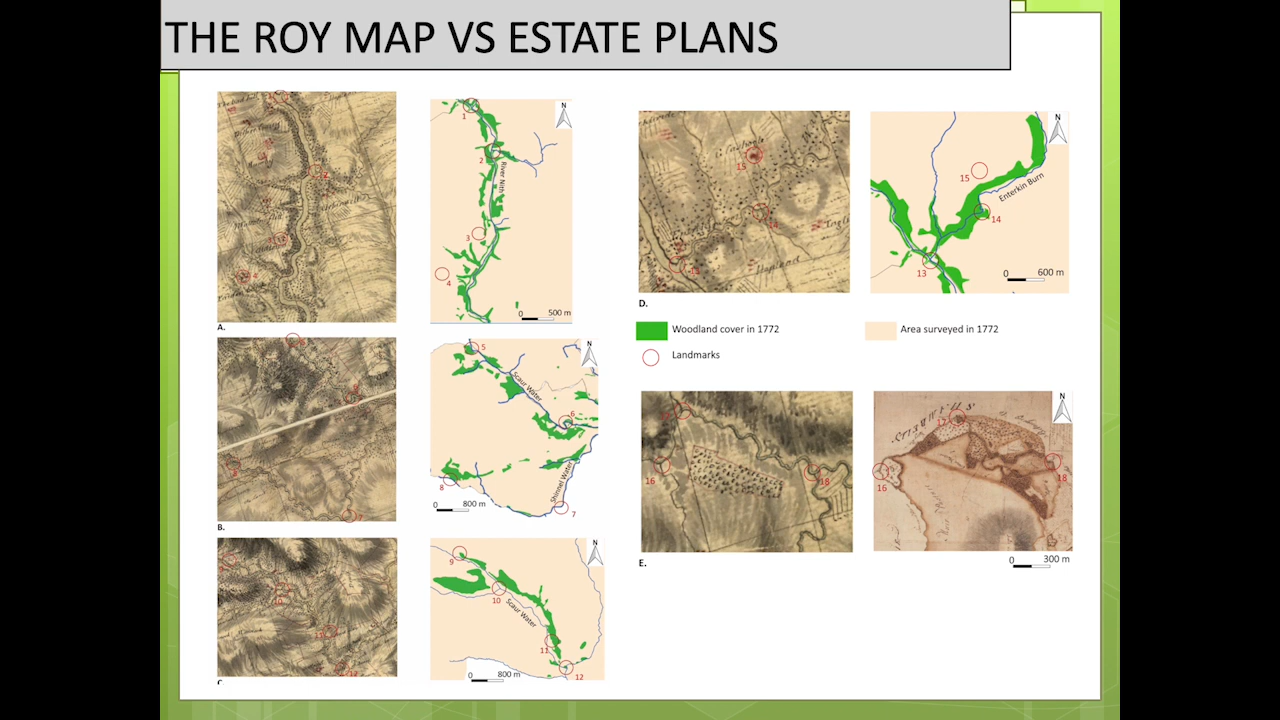 THE ROY MAP VS ESTATE PLANS
N
1
2
River Nith
3
4
0 500 m
A.
N
5
Scaur Water
6
Shinnel Water
8
7
0 800 m
B.
N
9
10
Scaur Water
11
12
0 800 m
C
15
14
13
N
15
Enterkin Burn
14
13
0 600 m
D.
Woodland cover in 1772
Area surveyed in 1772
Landmarks
16
18
N
17
16
18
0 300 m
E.